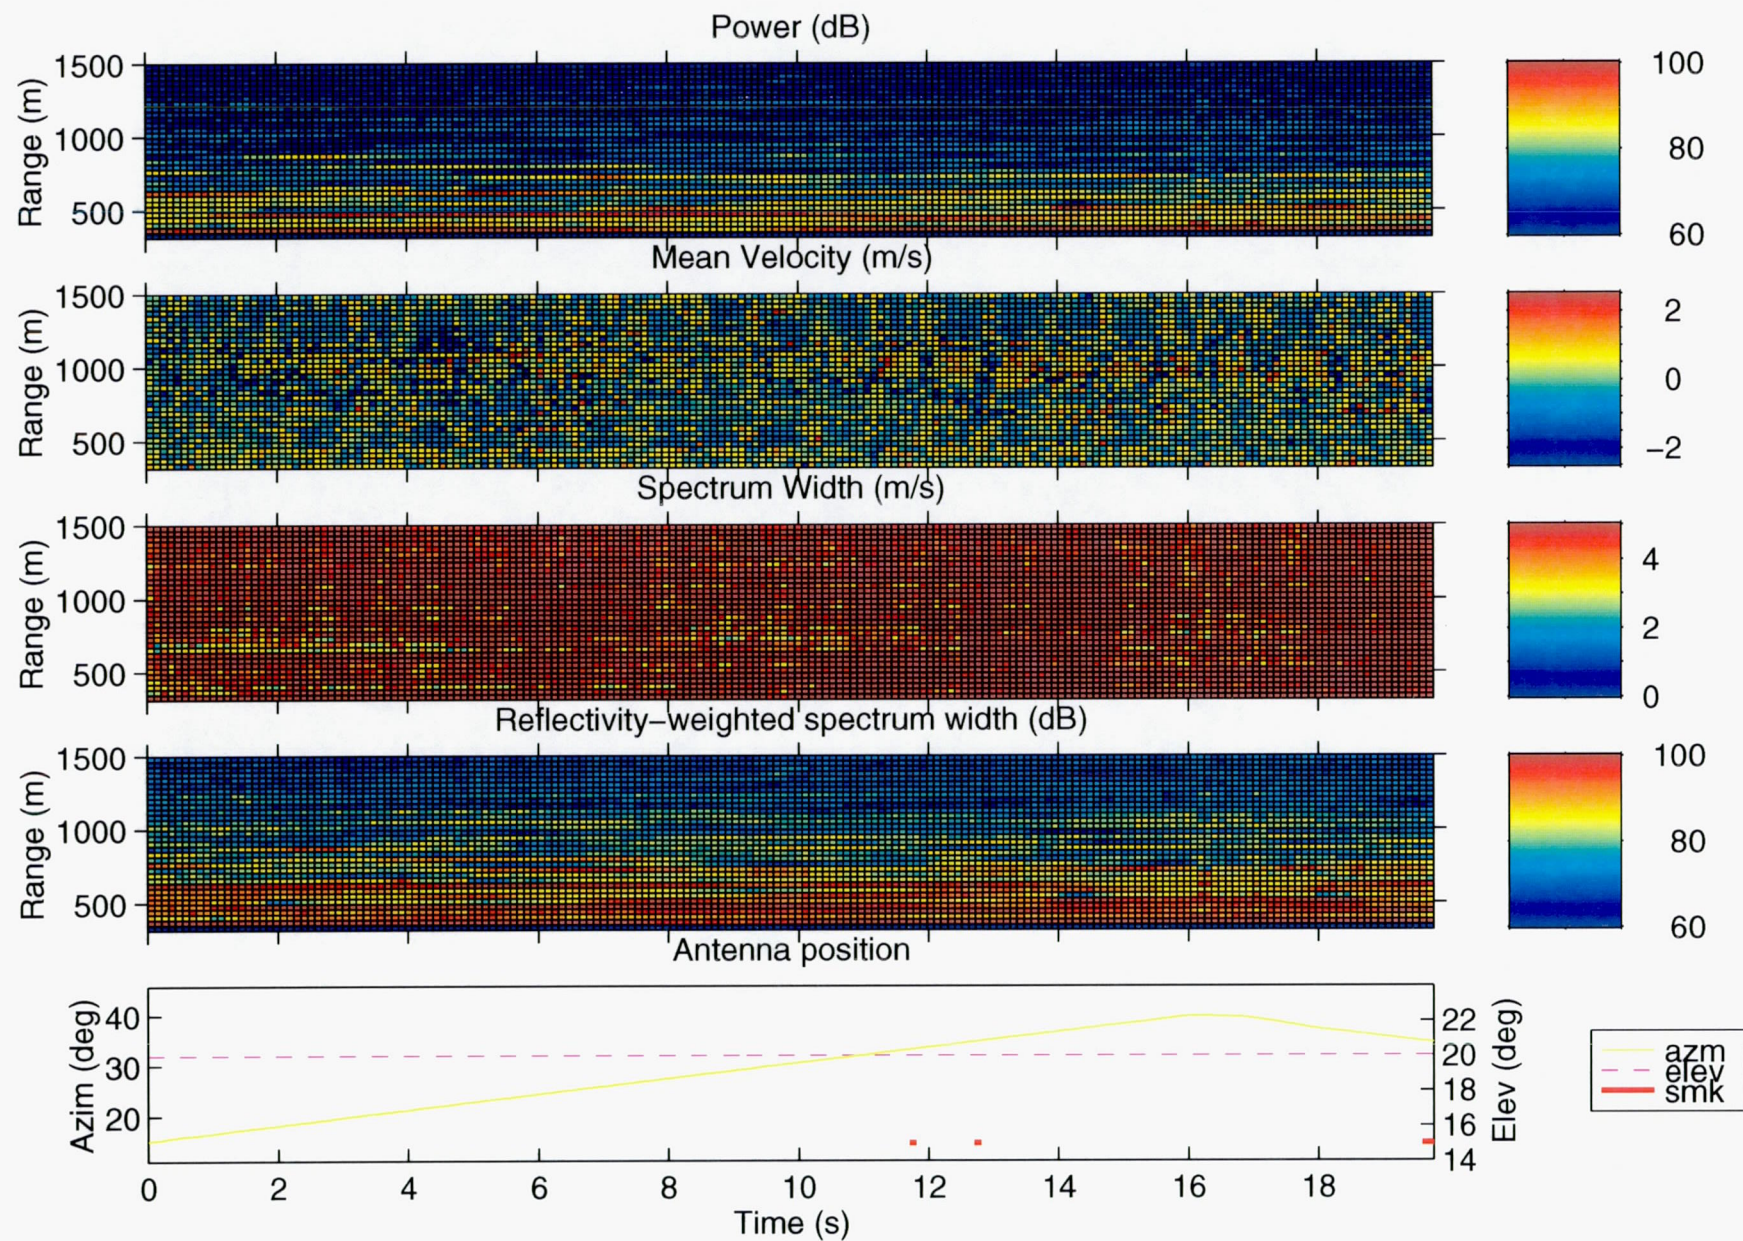 Power (dB)
Range (m)
1500
1000
500
100
80
60
Mean Velocity (m/s)
Range (m)
1500
1000
500
2
0
−2
Spectrum Width (m/s)
Range (m)
1500
1000
500
4
2
0
Reflectivity−weighted spectrum width (dB)
Range (m)
1500
1000
500
100
80
60
Antenna position
Azim (deg)
40
30
20
22
20
18
16
14
Elev (deg)
azm
elev
smk
0 2 4 6 8 10 12 14 16 18
Time (s)